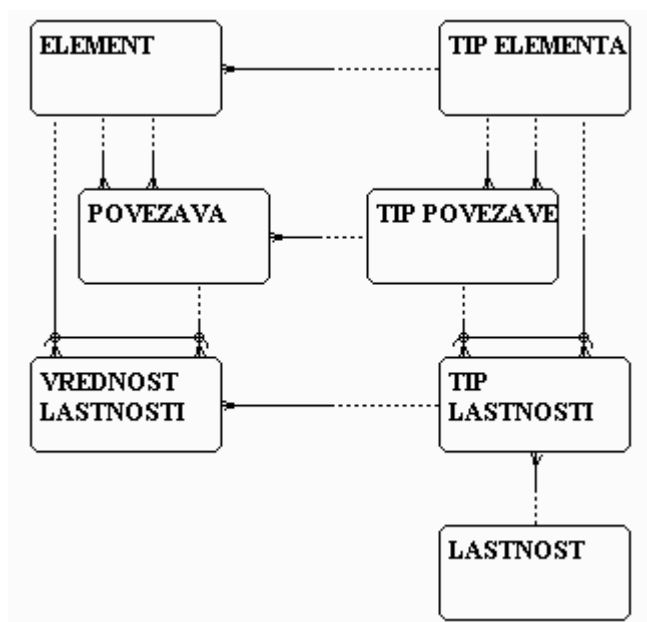 ELEMENT
TIP ELEMENTA
POVEZAVA
TIP POVEZAVE
VREDNOST
LASTNOSTI
TIP
LASTNOSTI
LASTNOST